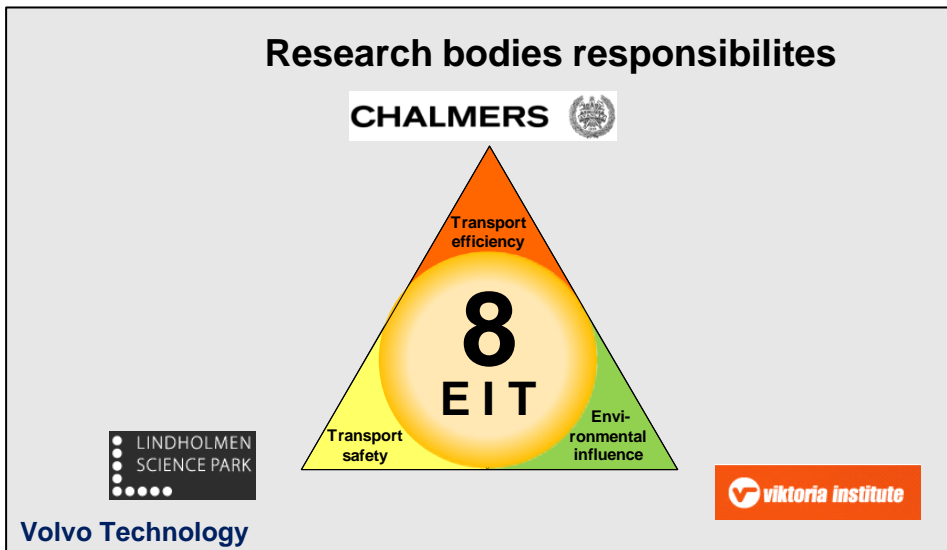 Research bodies responsibilites
CHALMERS
Transport
efficiency
8
E I T
Transport
safety
Envi-
ronmental
influence
LINDHOLMEN
SCIENCE PARK
viktoria institute
Volvo Technology